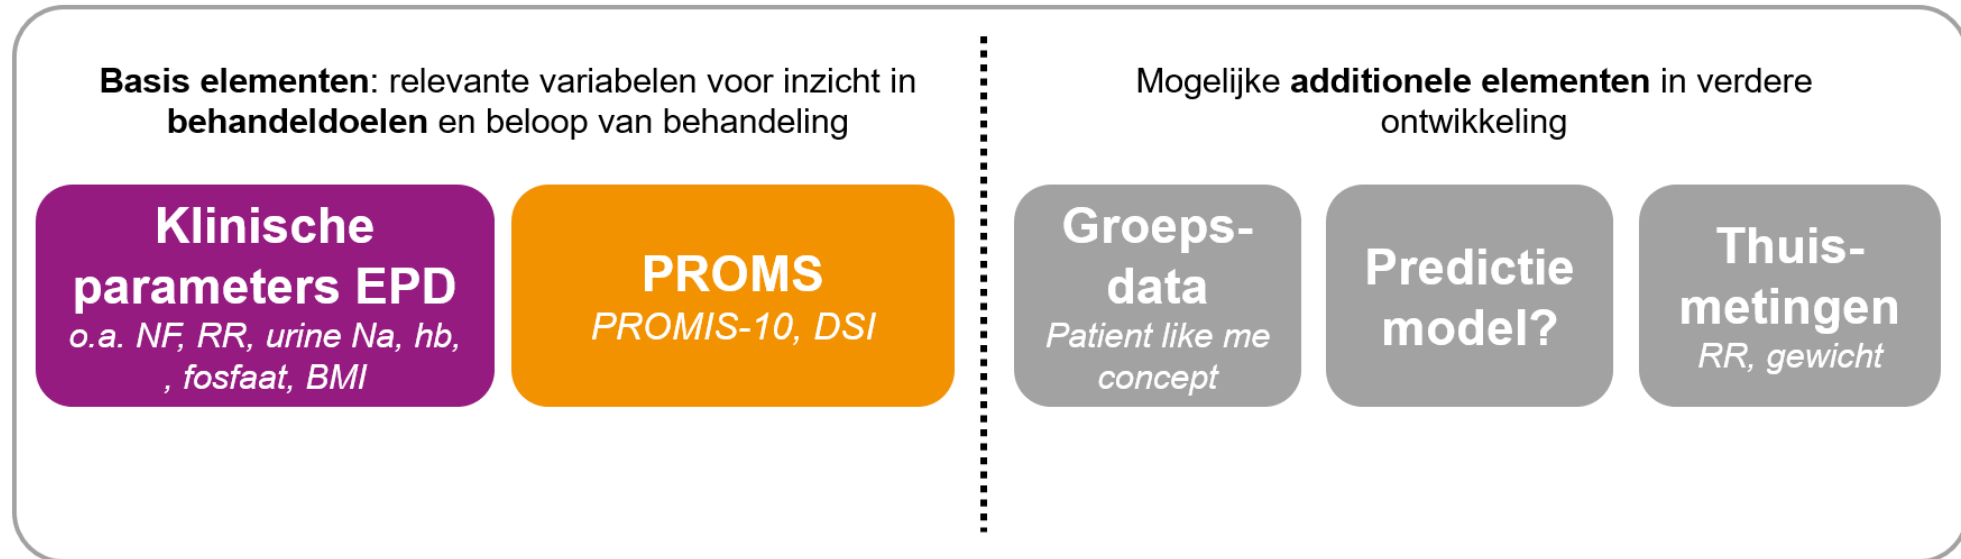 Basis elementen: relevante variabelen voor inzicht in
behandeldoelen en beloop van behandeling
Klinische
parameters EPD
o.a. NF, RR, urine Na, hb,
, fosfaat, BMI
PROMS
PROMIS-10, DSI
Mogelijke additionele elementen in verdere
ontwikkeling
Groeps-
data
Patient like me
concept
Predictie
model?
Thuis-
metingen
RR, gewicht